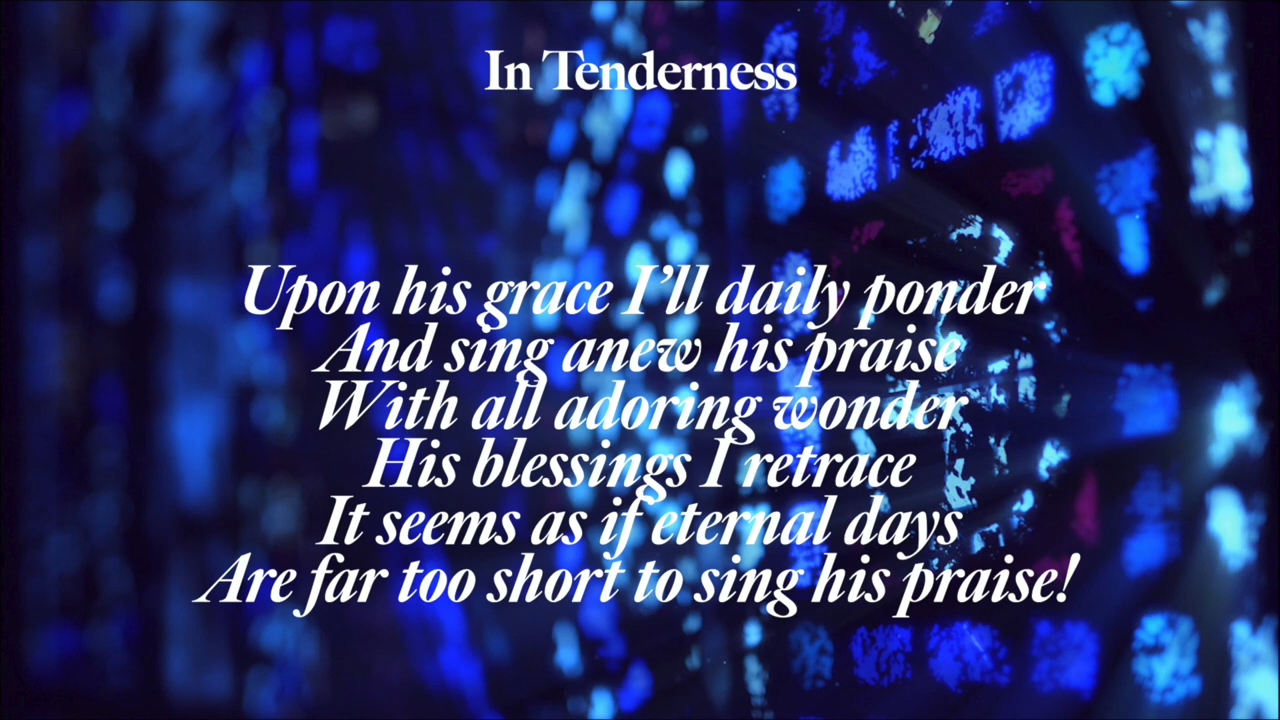 In Tenderness
Upon his grace I’ll daily ponder
And sing anew his praise
With all adoring wonder
His blessings I retrace
It seems as if eternal days
Are far too short to sing his praise!